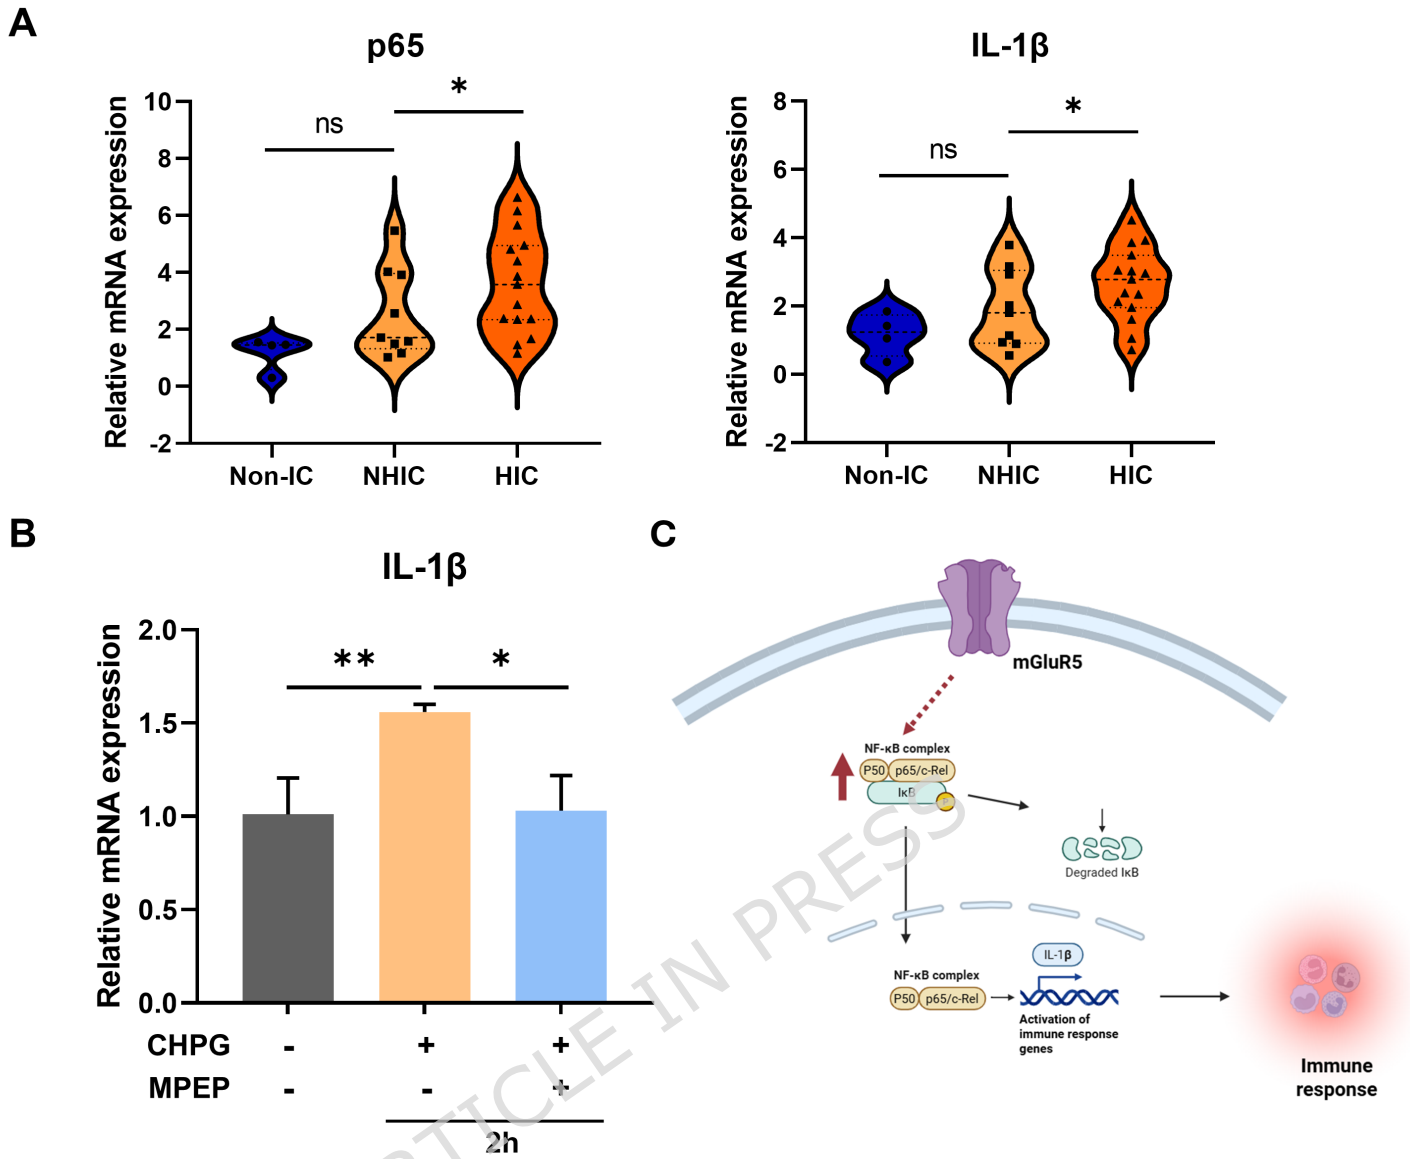 A
p65
Relative mRNA expression
10
8
6
4
2
0
-2
ns
*
Non-IC
NHIC
HIC
IL-1β
Relative mRNA expression
8
6
4
2
0
-2
ns
*
Non-IC
NHIC
HIC
B
IL-1β
Relative mRNA expression
2.0
1.5
1.0
0.5
0.0
**
*
CHPG - + +
MPEP - - +
2h
C
mGluR5
NF-κB complex
P50 p65/c-Rel
IκB
P
Degraded IκB
IL-1β
NF-κB complex
P50 p65/c-Rel
Activation of
immune response
genes
Immune
response
TICLE IN PRESS